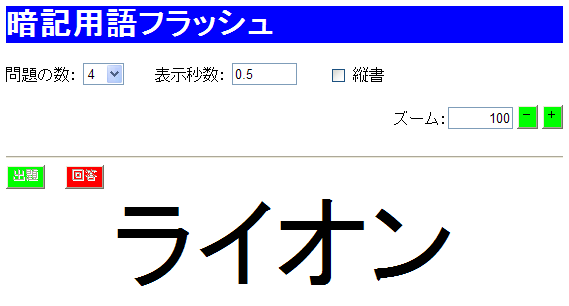 暗記用語フラッシュ
問題の数: 4 表示秒数: 0.5 縦書
ズーム: 100 - +
出題 回答
ライオン